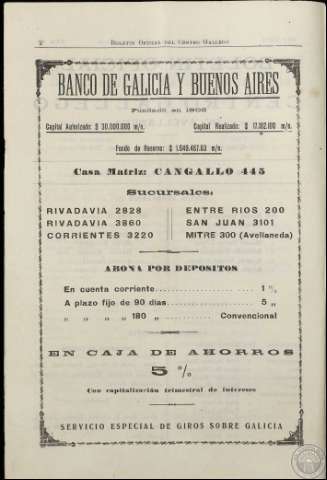 2 BOLETIN OFICIAL DEL CENTRO GALLEGO
BANCO DE GALICIA Y BUENOS AIRES
Fundado en 1905
Capital Autorizado: $ 30.000.000 m/n. Capital Realizado: $ 17.162.100 m/n.
Fondo de Reserva: $ 1.646.467.63 m/n.
Casa Matriz: CANGALLO 445
Sucursales:
RIVADAVIA 2828 ENTRE RIOS 200
RIVADAVIA 3860 SAN JUAN 3101
CORRIENTES 3220 MITRE 300 (Avellaneda)
ABONA POR DEPOSITOS
En cuenta corriente 1 %
A plazo fijo de 90 días 5 „
„ „ „ „ 180 „ Convencional
EN CAJA DE AHORROS
5 %
Con capitalización trimestral de intereses
SERVICIO ESPECIAL DE GIROS SOBRE GALICIA